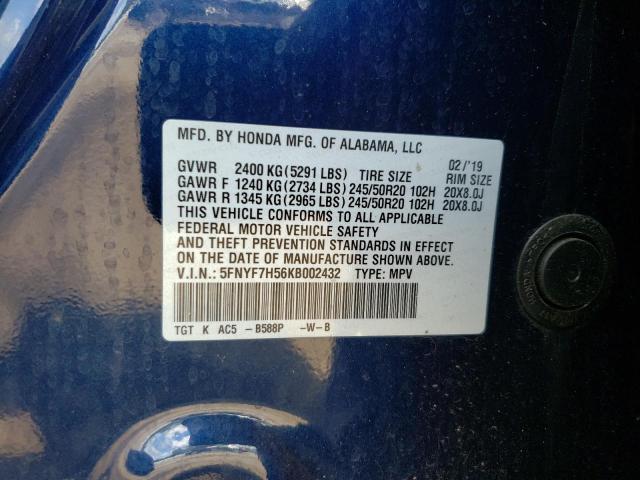 MFD. BY HONDA MFG. OF ALABAMA, LLC
02/'19
GVWR 2400 KG(5291 LBS) TIRE SIZE RIM SIZE
GAWR F 1240 KG(2734 LBS)245/50R20 102H 20X8.0J
GAWR R 1345 KG(2965 LBS)245/50R20 102H 20X8.0J
THIS VEHICLE CONFORMS TO ALL APPLICABLE
FEDERAL MOTOR VEHICLE SAFETY
AND THEFT PREVENTION STANDARDS IN EFFECT
ON THE DATE OF MANUFACTURE SHOWN ABOVE.
V.I.N.: 5FNYF7H56KB002432 TYPE: MPV
TGT K AC5 -B588P -W-B